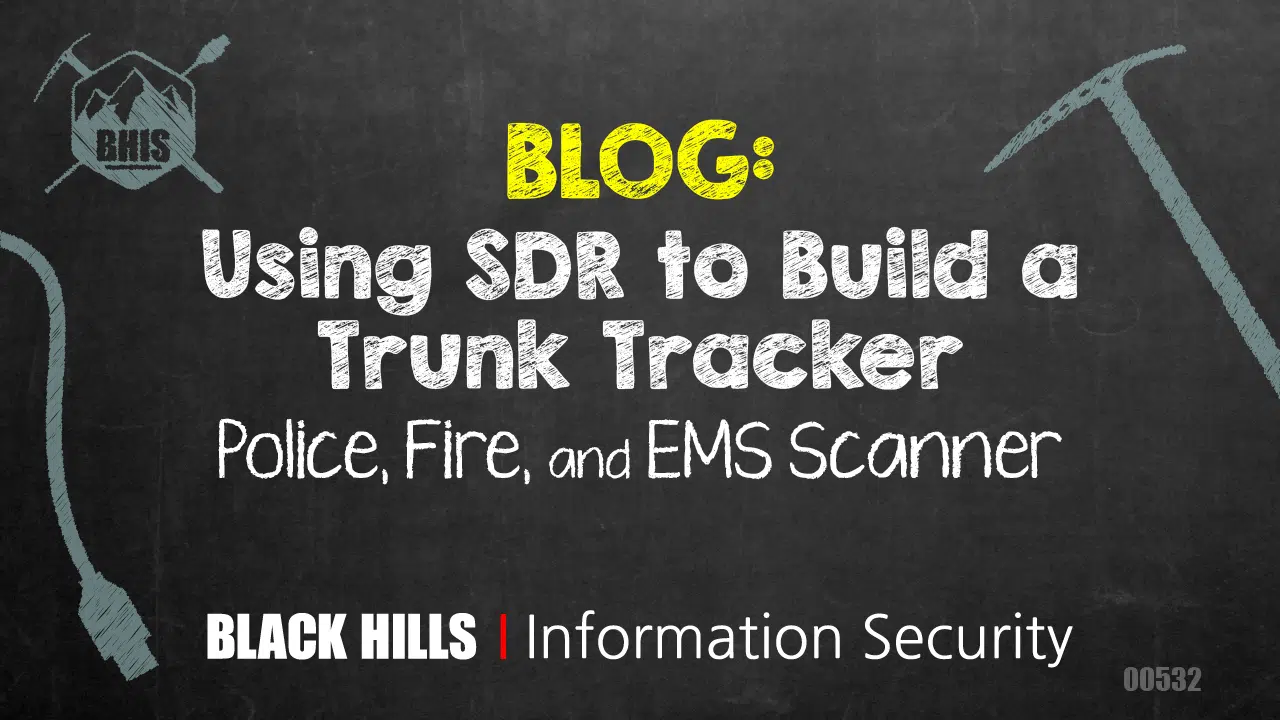 BHIS
BLOG:
Using SDR to Build a
Trunk Tracker
Police, Fire, and EMS Scanner
BLACK HILLS | Information Security
00532